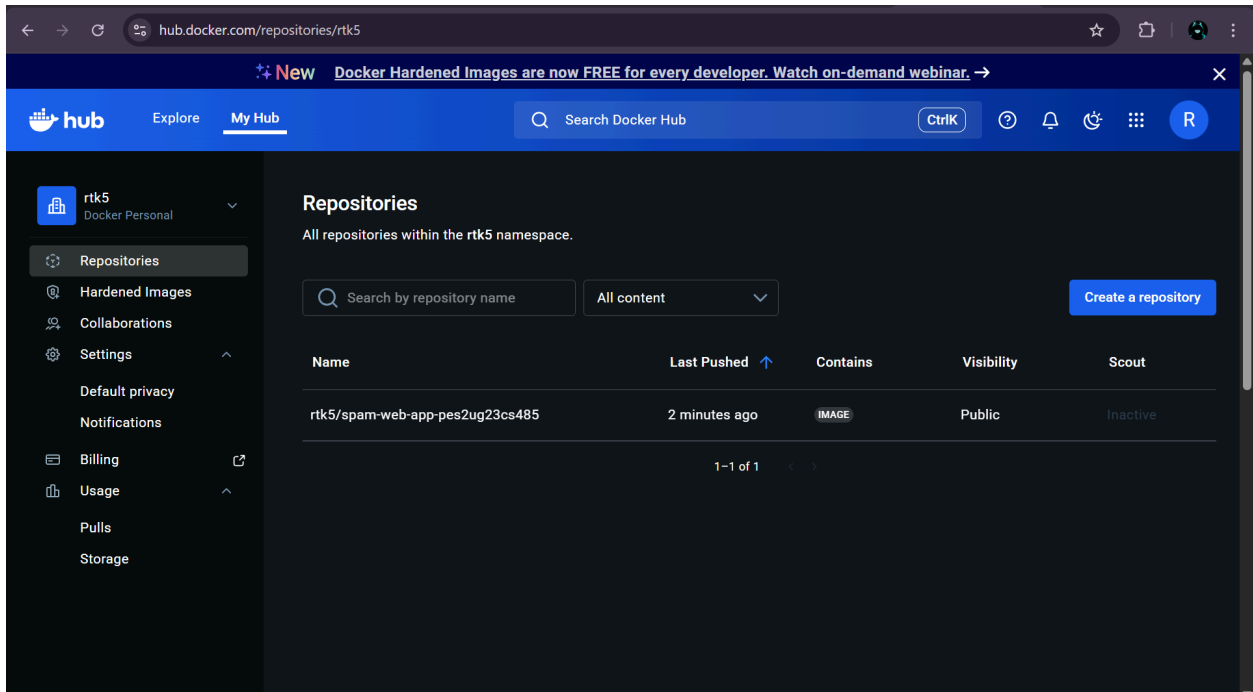 hub.docker.com/repositories/rtk5
New Docker Hardened Images are now FREE for every developer. Watch on-demand webinar. →
hub Explore My Hub Search Docker Hub CtrlK R
rtk5
Docker Personal
Repositories
Hardened Images
Collaborations
Settings
Default privacy
Notifications
Billing
Usage
Pulls
Storage
Repositories
All repositories within the rtk5 namespace.
Search by repository name All content Create a repository
Name Last Pushed Contains Visibility Scout
rtk5/spam-web-app-pes2ug23cs485 2 minutes ago IMAGE Public Inactive
1–1 of 1